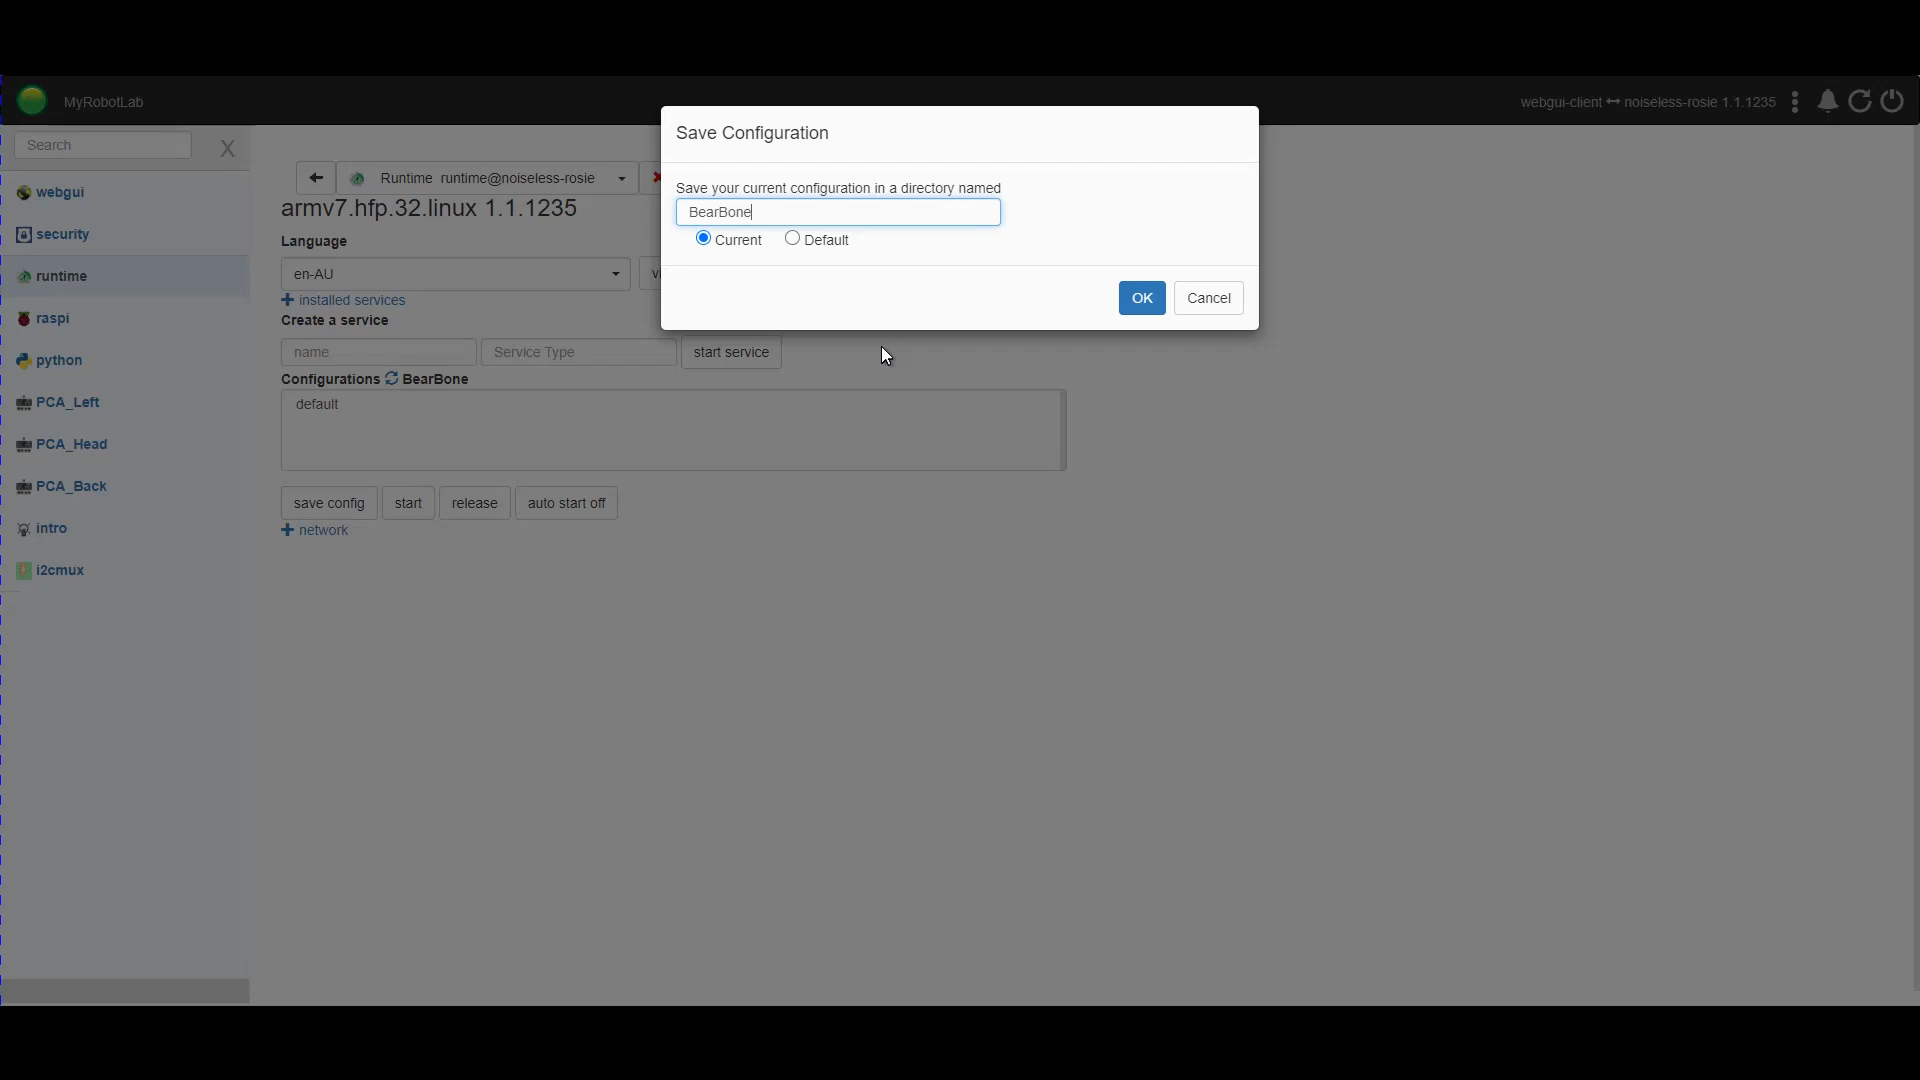 MyRobotLab
webgui-client ⇔ noiseless-rosie 1.1.1235
Search X
webgui
security
runtime
raspi
python
PCA_Left
PCA_Head
PCA_Back
intro
i2cmux
Runtime runtime@noiseless-rosie
armv7.hfp.32.linux 1.1.1235
Language
en-AU
installed services
Create a service
name Service Type start service
Configurations BearBone
default
save config start release auto start off
network
Save Configuration
Save your current configuration in a directory named
BearBone
Current Default
OK Cancel